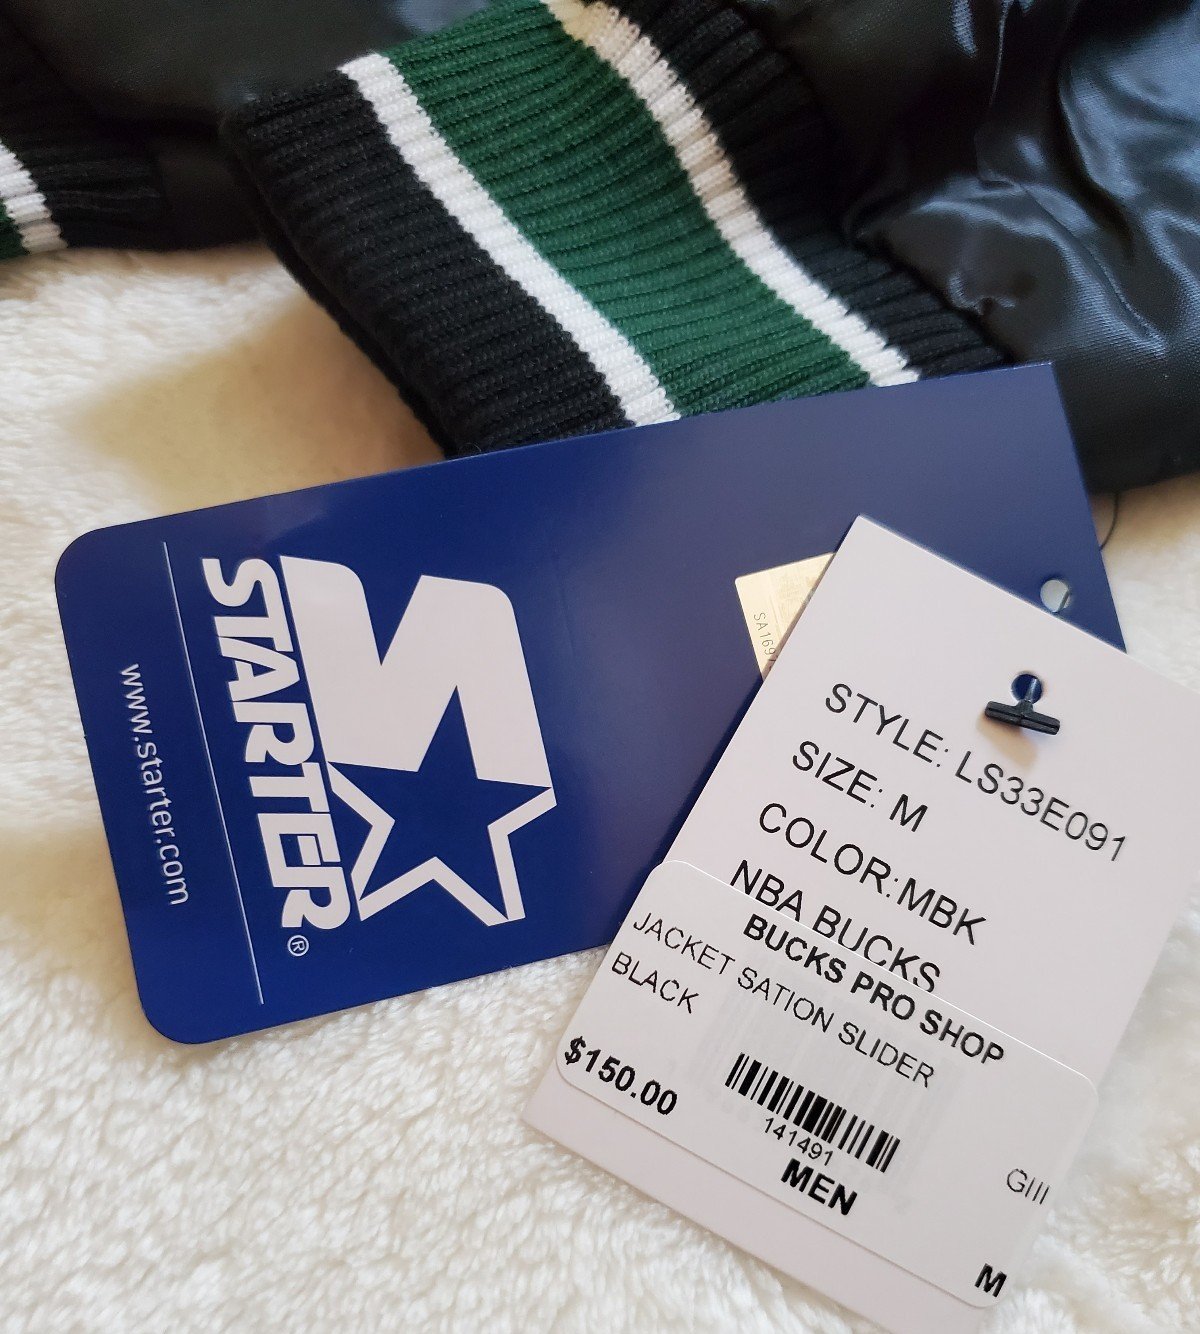 STARTER®
www.starter.com
SA169
STYLE: LS33E091
SIZE: M
COLOR:MBK
NBA BUCKS
BUCKS PRO SHOP
JACKET SATION SLIDER
BLACK
$150.00
141491
MEN
GIII
M